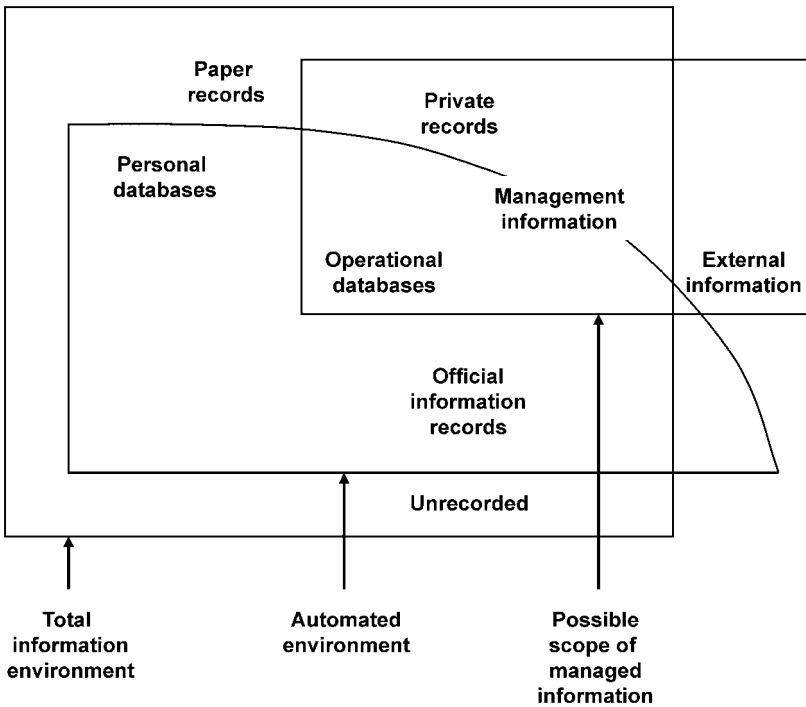 Paper
records
Private
records
Personal
databases
Management
information
Operational
databases
External
information
Official
information
records
Unrecorded
Total
information
environment
Automated
environment
Possible
scope of
managed
information